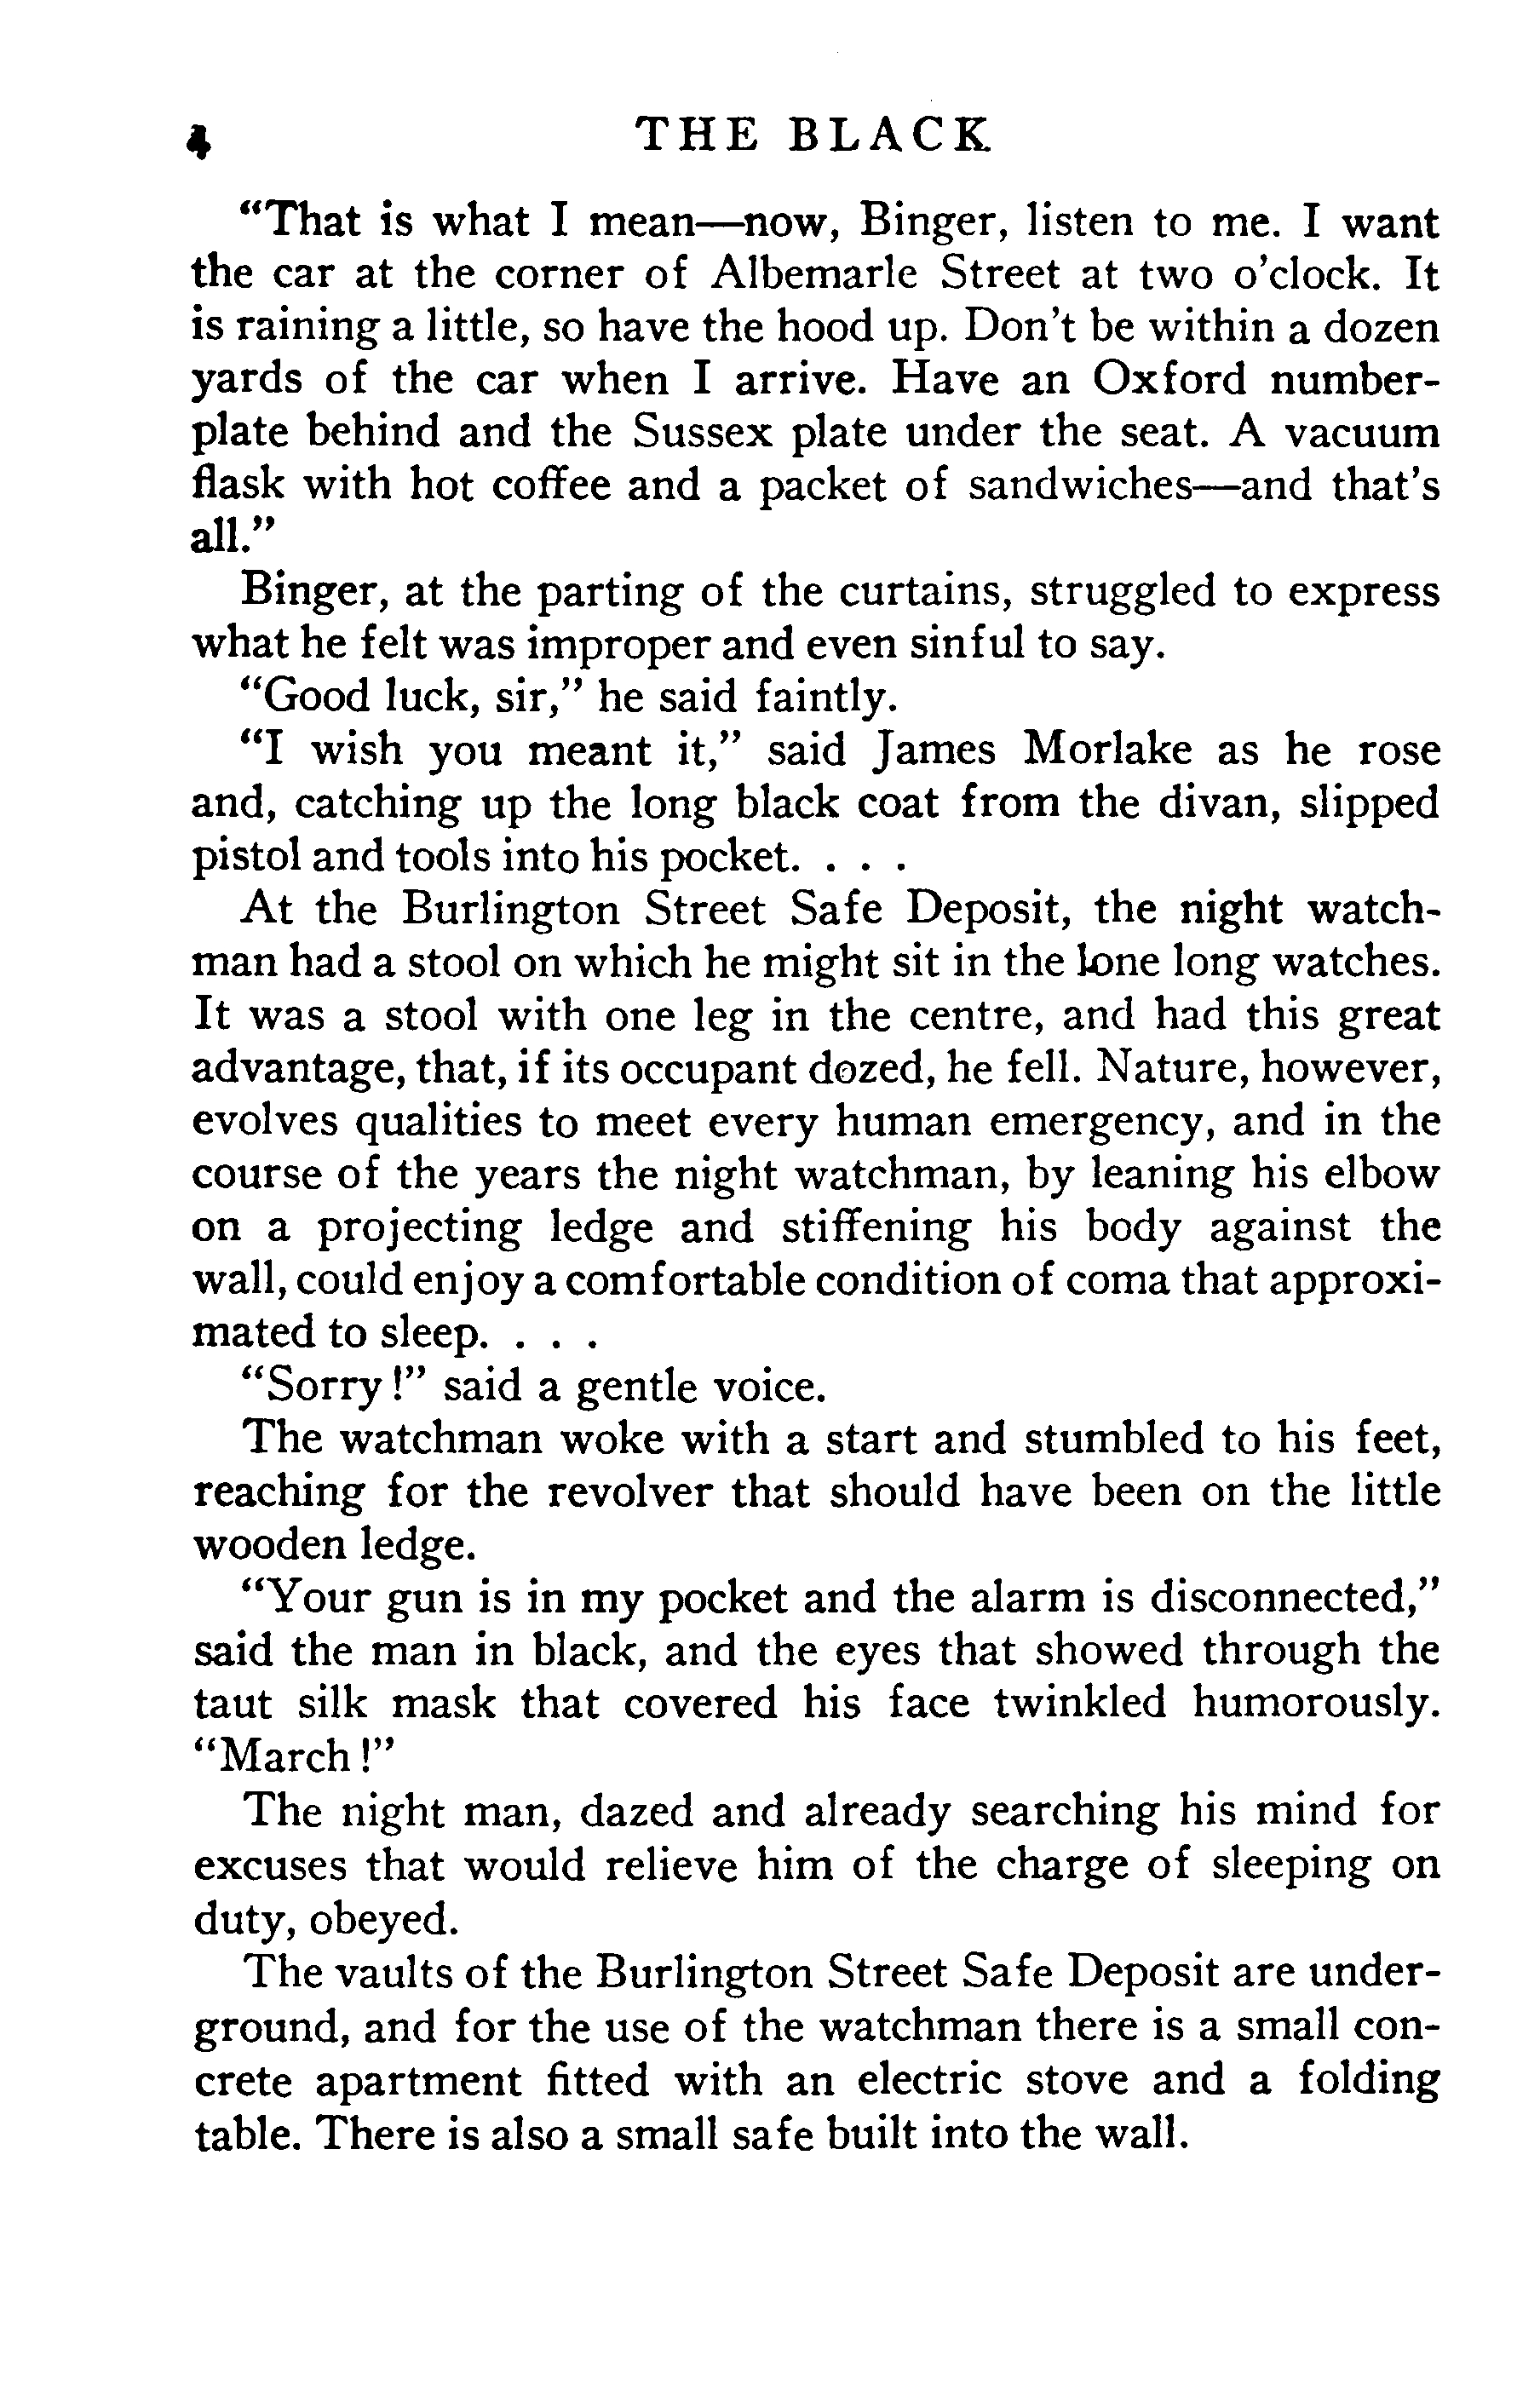 4 THE BLACK
“That is what I mean—now, Binger, listen to me. I want
the car at the corner of Albemarle Street at two o’clock. It
is raining a little, so have the hood up. Don’t be within a dozen
yards of the car when I arrive. Have an Oxford number-
plate behind and the Sussex plate under the seat. A vacuum
flask with hot coffee and a packet of sandwiches—and that’s
all.”
Binger, at the parting of the curtains, struggled to express
what he felt was improper and even sinful to say.
“Good luck, sir,” he said faintly.
“I wish you meant it,” said James Morlake as he rose
and, catching up the long black coat from the divan, slipped
pistol and tools into his pocket. . . .
At the Burlington Street Safe Deposit, the night watch-
man had a stool on which he might sit in the lone long watches.
It was a stool with one leg in the centre, and had this great
advantage, that, if its occupant dozed, he fell. Nature, however,
evolves qualities to meet every human emergency, and in the
course of the years the night watchman, by leaning his elbow
on a projecting ledge and stiffening his body against the
wall, could enjoy a comfortable condition of coma that approxi-
mated to sleep. . . .
“Sorry!” said a gentle voice.
The watchman woke with a start and stumbled to his feet,
reaching for the revolver that should have been on the little
wooden ledge.
“Your gun is in my pocket and the alarm is disconnected,”
said the man in black, and the eyes that showed through the
taut silk mask that covered his face twinkled humorously.
“March!”
The night man, dazed and already searching his mind for
excuses that would relieve him of the charge of sleeping on
duty, obeyed.
The vaults of the Burlington Street Safe Deposit are under-
ground, and for the use of the watchman there is a small con-
crete apartment fitted with an electric stove and a folding
table. There is also a small safe built into the wall.